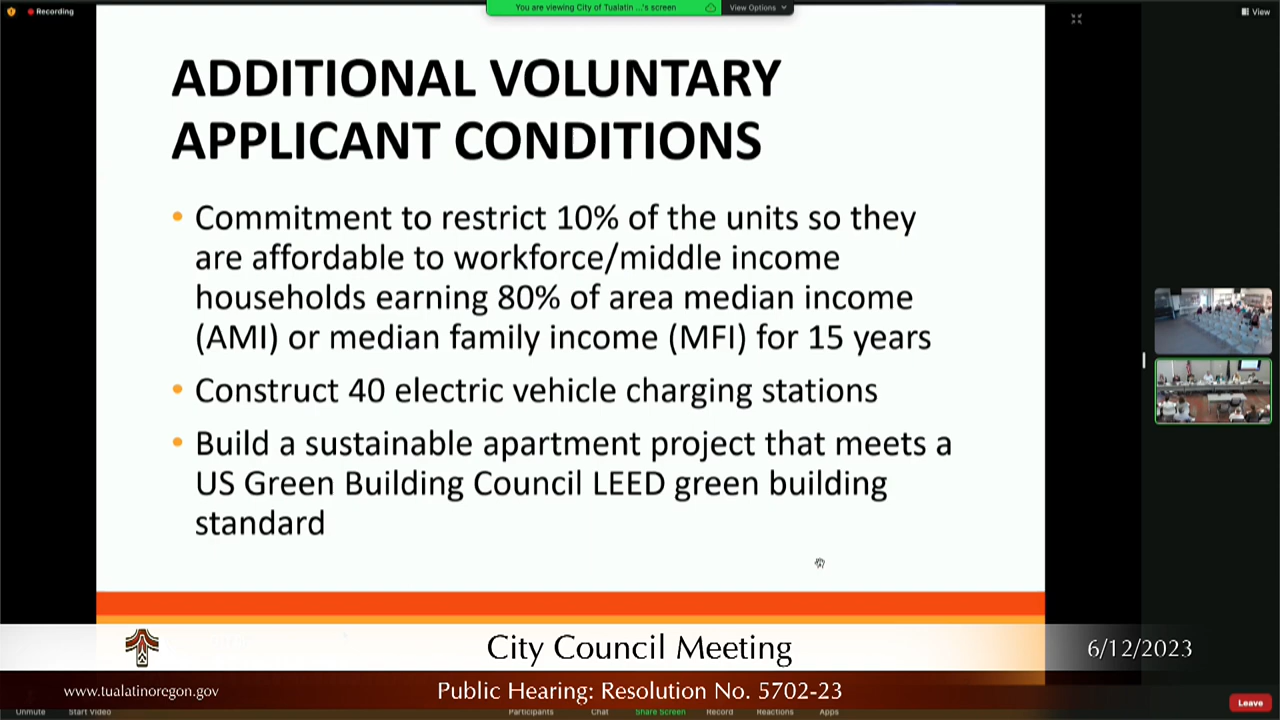 Recording
You are viewing City of Tualatin ...'s screen
View Options
View
ADDITIONAL VOLUNTARY
APPLICANT CONDITIONS
• Commitment to restrict 10% of the units so they
are affordable to workforce/middle income
households earning 80% of area median income
(AMI) or median family income (MFI) for 15 years
• Construct 40 electric vehicle charging stations
• Build a sustainable apartment project that meets a
US Green Building Council LEED green building
standard
City Council Meeting
6/12/2023
www.tualatinoregon.gov
Public Hearing: Resolution No. 5702-23
Unmute
Start Video
Participants
Chat
Share Screen
Record
Reactions
Apps
Leave